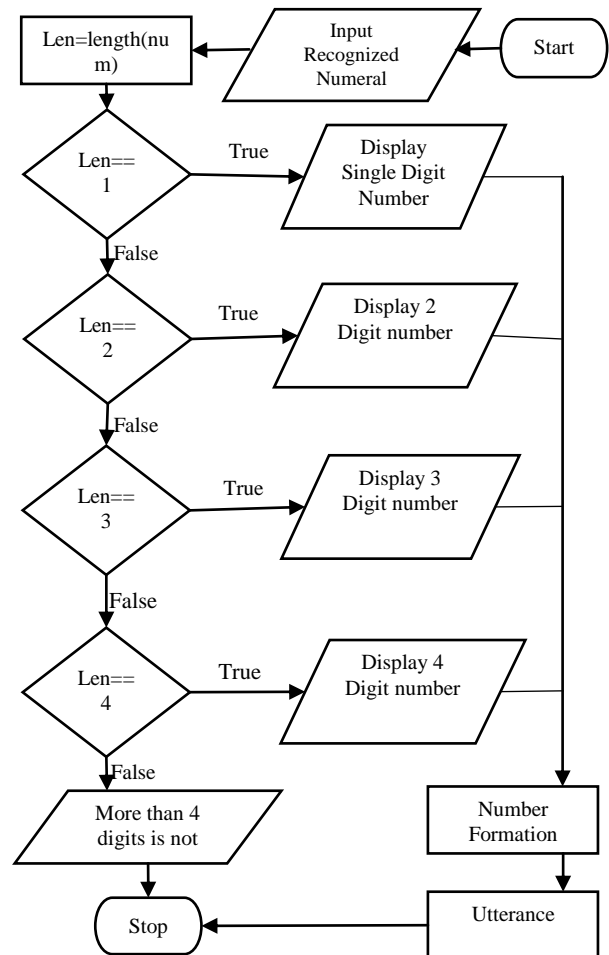 Start
Input
Recognized
Numeral
Len=length(nu
m)
Len==
1
True
Display
Single Digit
Number
False
Len==
2
True
Display 2
Digit number
False
Len==
3
True
Display 3
Digit number
False
Len==
4
True
Display 4
Digit number
False
More than 4
digits is not
Number
Formation
Utterance
Stop